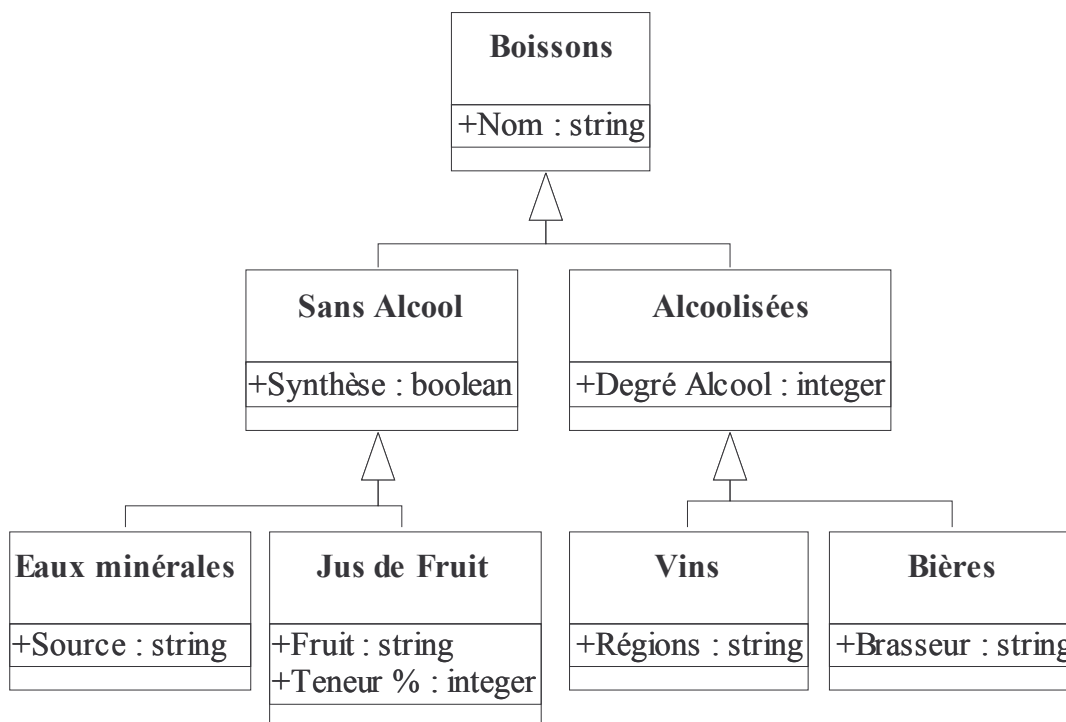 Boissons
+Nom : string
Sans Alcool
+Synthèse : boolean
Alcoolisées
+Degré Alcool : integer
Eaux minérales
+Source : string
Jus de Fruit
+Fruit : string
+Teneur % : integer
Vins
+Régions : string
Bières
+Brasseur : string